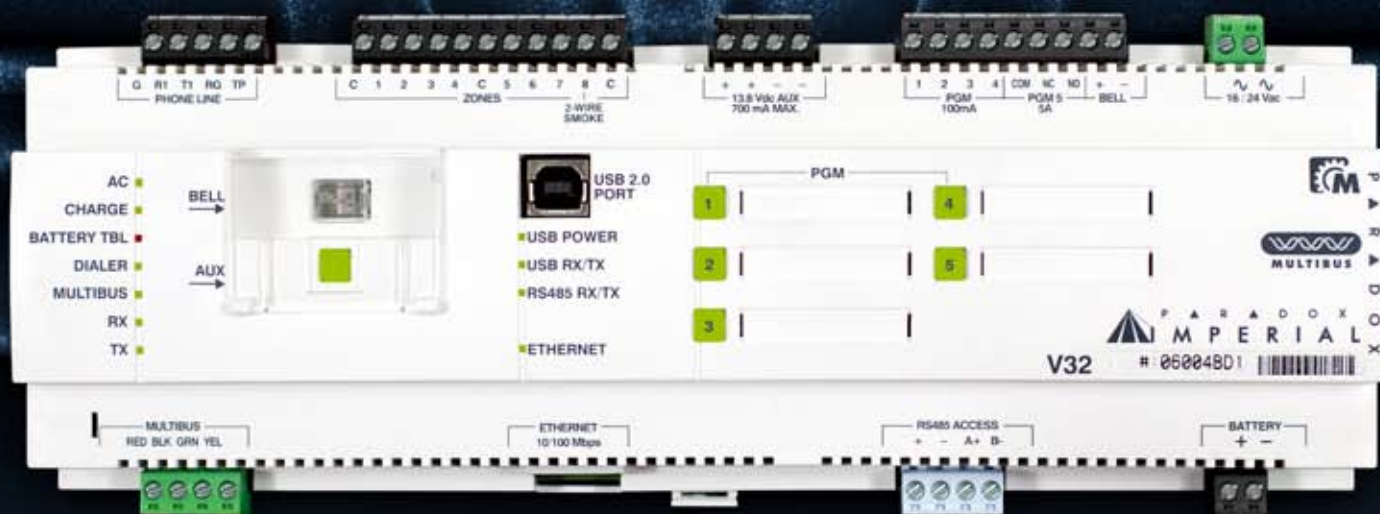 G R1 T1 RG TP
PHONE LINE
C 1 2 3 4 C 5 6 7 8 C
ZONES
2-WIRE
SMOKE
+ + - -
13.8 Vdc AUX
700 mA MAX.
1 2 3 4 COM NC NO + -
PGM
100mA
PGM 5
5A
BELL
16 : 24 Vac
AC
CHARGE
BATTERY TBL
DIALER
MULTIBUS
RX
TX
BELL
AUX
USB 2.0
PORT
USB POWER
USB RX/TX
RS485 RX/TX
ETHERNET
PGM
1
2
3
4
5
M
MULTIBUS
PARADOX
PARADOX
IMPERIAL
V32
#: 06004BD1
MULTIBUS
RED BLK GRN YEL
ETHERNET
10/100 Mbps
RS485 ACCESS
+ - A+ B-
BATTERY
+ -